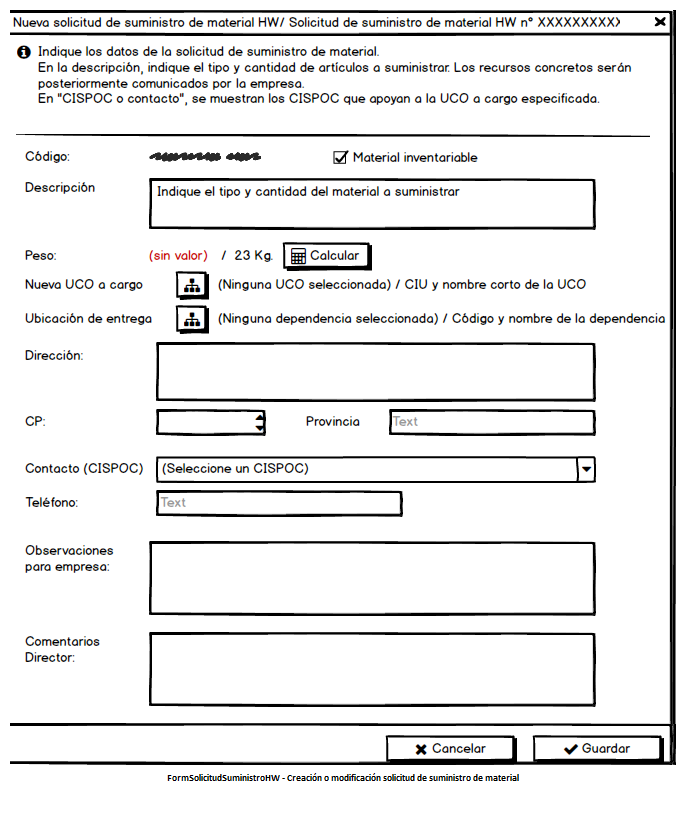 Nueva solicitud de suministro de material HW/ Solicitud de suministro de material HW nº XXXXXXXXXX
Indique los datos de la solicitud de suministro de material.
En la descripción, indique el tipo y cantidad de artículos a suministrar. Los recursos concretos serán
posteriormente comunicados por la empresa.
En "CISPOC o contacto", se muestran los CISPOC que apoyan a la UCO a cargo especificada.
Código:
Material inventariable
Descripción
Indique el tipo y cantidad del material a suministrar
Peso: (sin valor) / 23 Kg. Calcular
Nueva UCO a cargo (Ninguna UCO seleccionada) / CIU y nombre corto de la UCO
Ubicación de entrega (Ninguna dependencia seleccionada) / Código y nombre de la dependencia
Dirección:
CP: Provincia Text
Contacto (CISPOC) (Seleccione un CISPOC)
Teléfono: Text
Observaciones
para empresa:
Comentarios
Director:
Cancelar Guardar
FormSolicitudSuministroHW - Creación o modificación solicitud de suministro de material